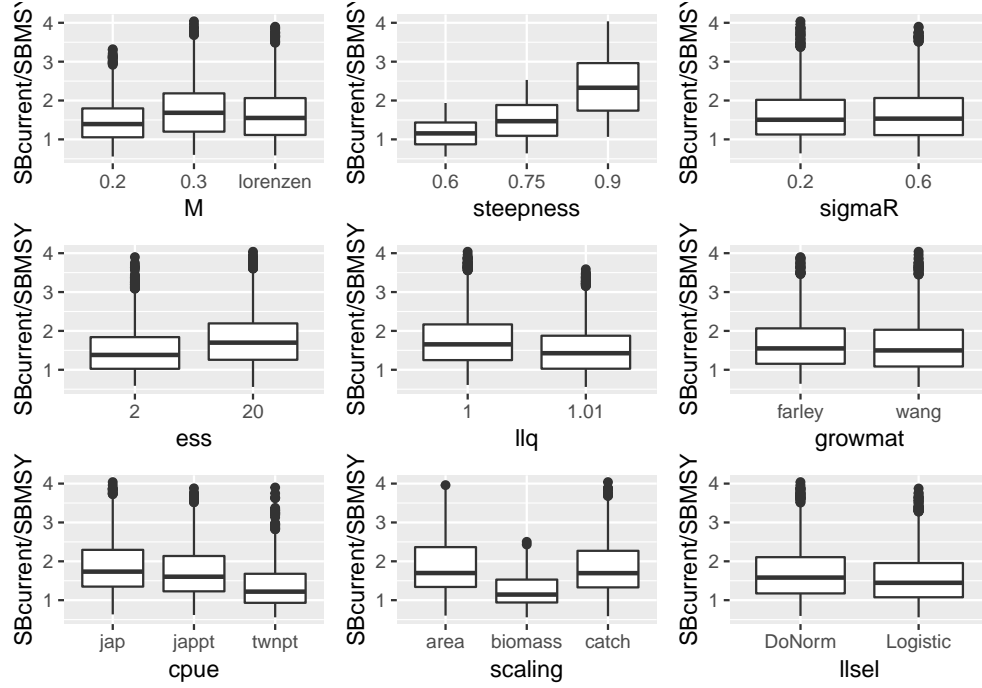 SBcurrent/SBMSY
4
3
2
1
0.2 0.3 lorenzen
M
SBcurrent/SBMSY
4
3
2
1
0.6 0.75 0.9
steepness
SBcurrent/SBMSY
4
3
2
1
0.2 0.6
sigmaR
SBcurrent/SBMSY
4
3
2
1
2 20
ess
SBcurrent/SBMSY
4
3
2
1
1 1.01
llq
SBcurrent/SBMSY
4
3
2
1
farley wang
growmat
SBcurrent/SBMSY
4
3
2
1
jap jappt twnpt
cpue
SBcurrent/SBMSY
4
3
2
1
area biomass catch
scaling
SBcurrent/SBMSY
4
3
2
1
DoNorm Logistic
llsel